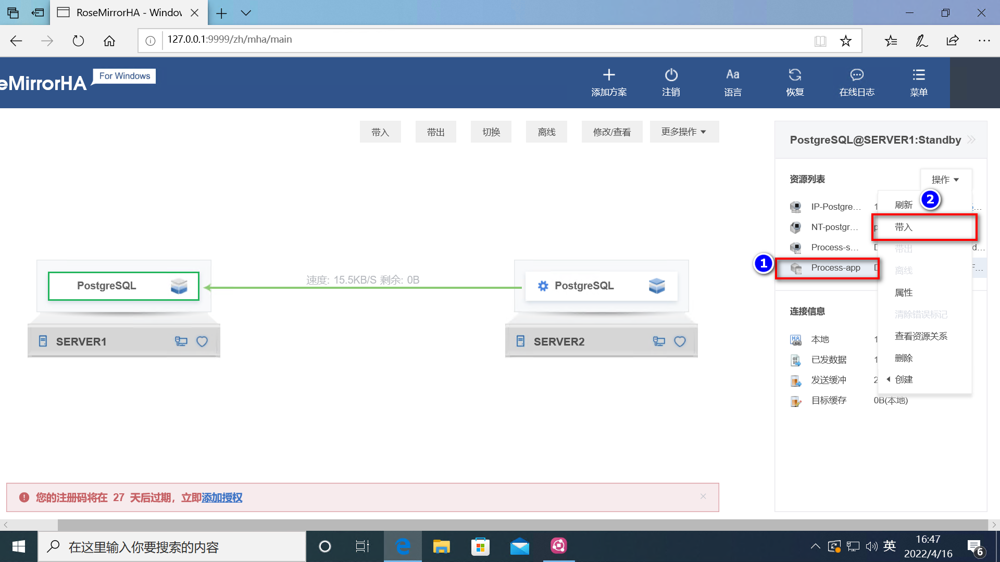 RoseMirrorHA - Window
127.0.0.1:9999/zh/mha/main
eMirrorHA
For Windows
添加方案
注销
Aa
语言
恢复
在线日志
菜单
带入
带出
切换
离线
修改/查看
更多操作
PostgreSQL@SERVER1:Standby
资源列表
操作
IP-Postgre...
NT-postgr...
Process-s...
Process-app
刷新
2
带入
带出
离线
属性
清除错误标记
查看资源关系
删除
创建
1
PostgreSQL
速度: 15.5KB/S 剩余: 0B
PostgreSQL
SERVER1
SERVER2
连接信息
本地
已发数据
发送缓冲
目标缓存
0B(本地)
您的注册码将在 27 天后过期，立即添加授权
在这里输入你要搜索的内容
英
16:47
2022/4/16
6